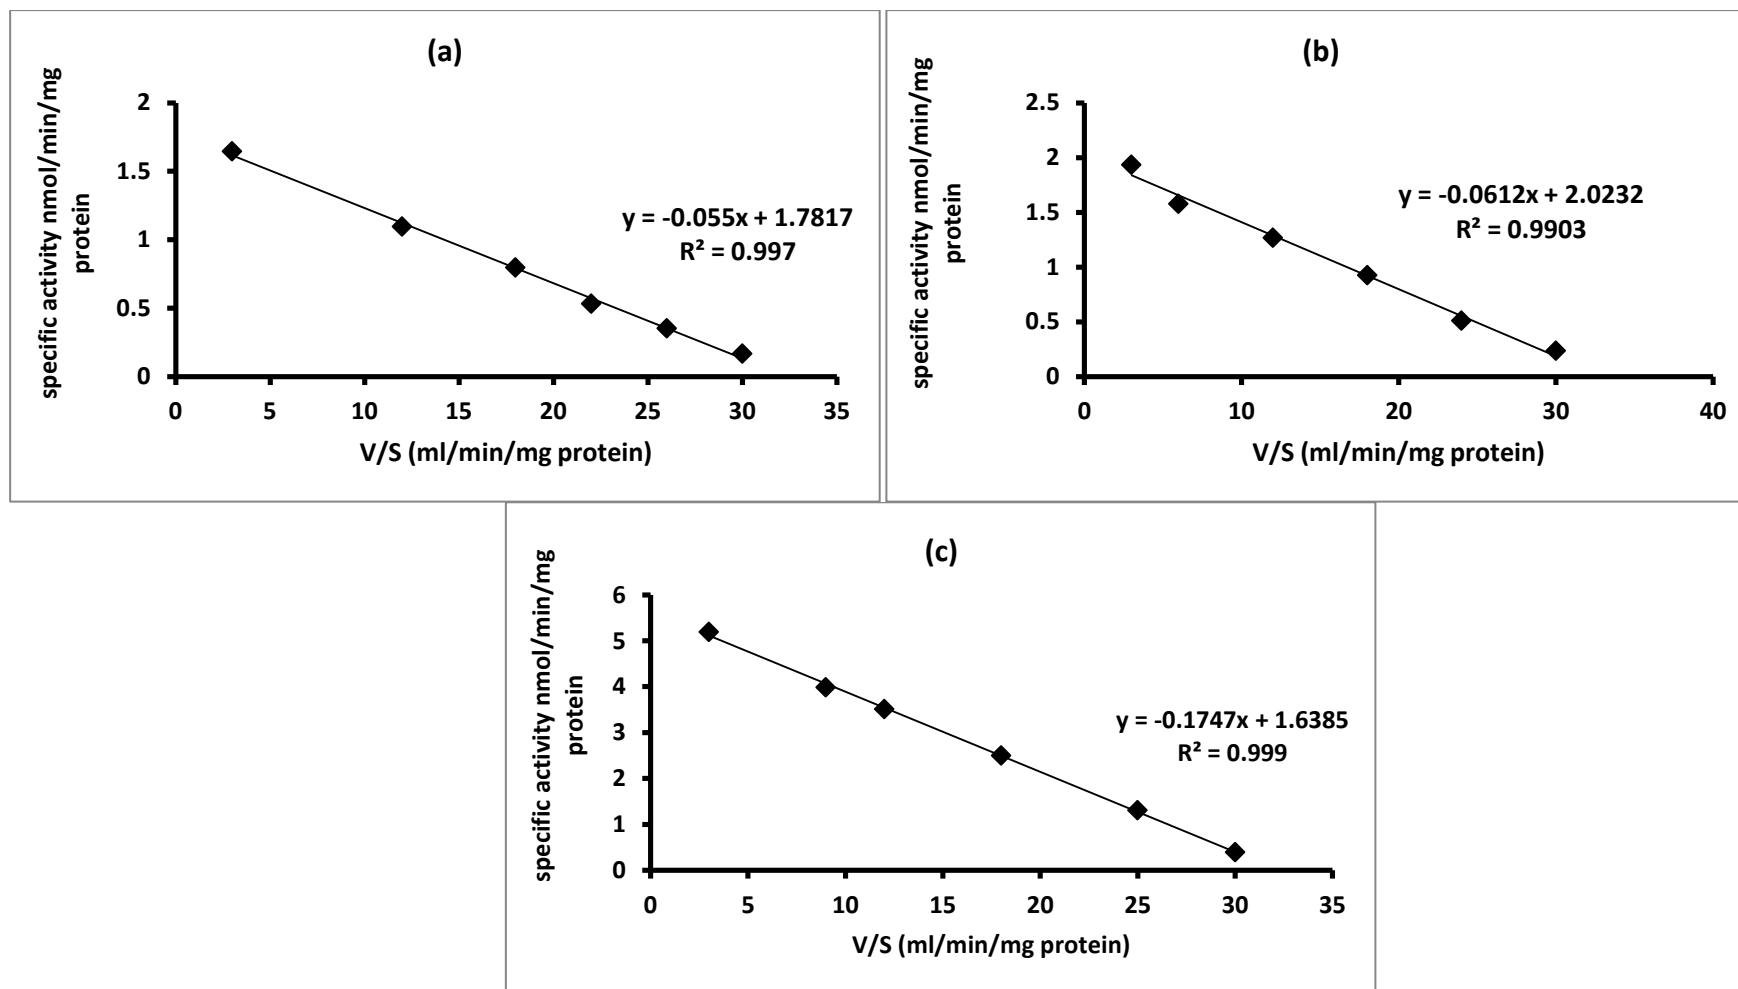 (a)
specific activity nmol/min/mg
protein
2
1.5
1
0.5
0
0 5 10 15 20 25 30 35
y = -0.055x + 1.7817
R² = 0.997
V/S (ml/min/mg protein)
(b)
specific activity nmol/min/mg
protein
2.5
2
1.5
1
0.5
0
0 10 20 30 40
y = -0.0612x + 2.0232
R² = 0.9903
V/S (ml/min/mg protein)
(c)
specific activity nmol/min/mg
protein
6
5
4
3
2
1
0
0 5 10 15 20 25 30 35
y = -0.1747x + 1.6385
R² = 0.999
V/S (ml/min/mg protein)